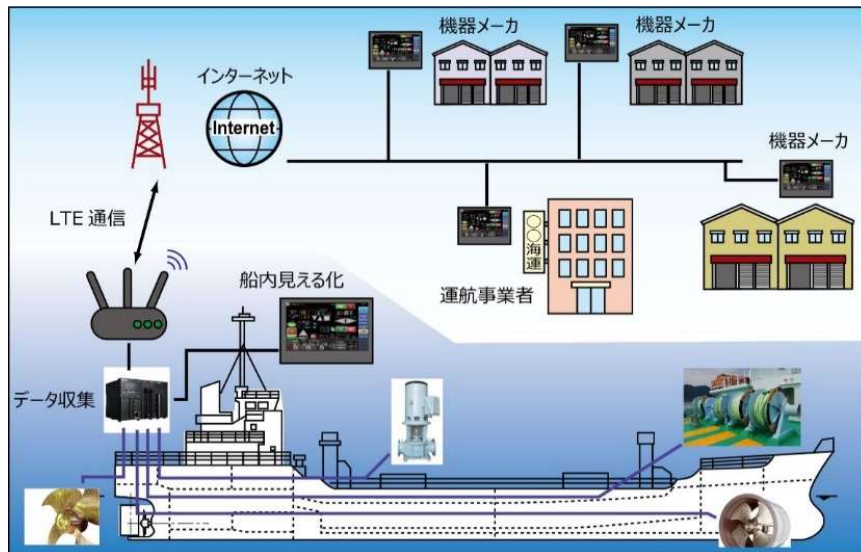 機器メーカ
機器メーカ
インターネット
Internet
機器メーカ
LTE 通信
〇〇海運
船内見える化
運航事業者
データ収集